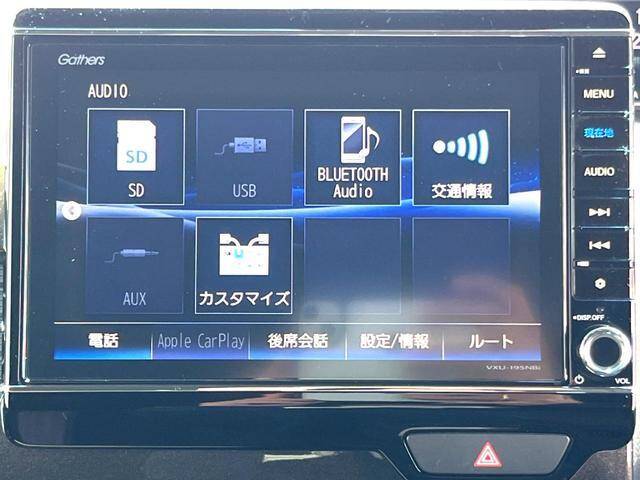 Gathers
AUDIO
SD
SD
USB
BLUETOOTH
Audio
交通情報
AUX
カスタマイズ
電話
Apple CarPlay
後席会話
設定/情報
ルート
VXU-195NBi
MENU
現在地
AUDIO
DISP.OFF
VOL